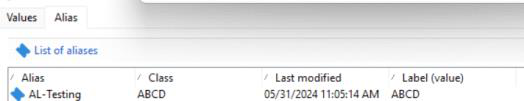 Values Alias
List of aliases
Alias Class Last modified Label (value)
AL-Testing ABCD 05/31/2024 11:05:14 AM ABCD